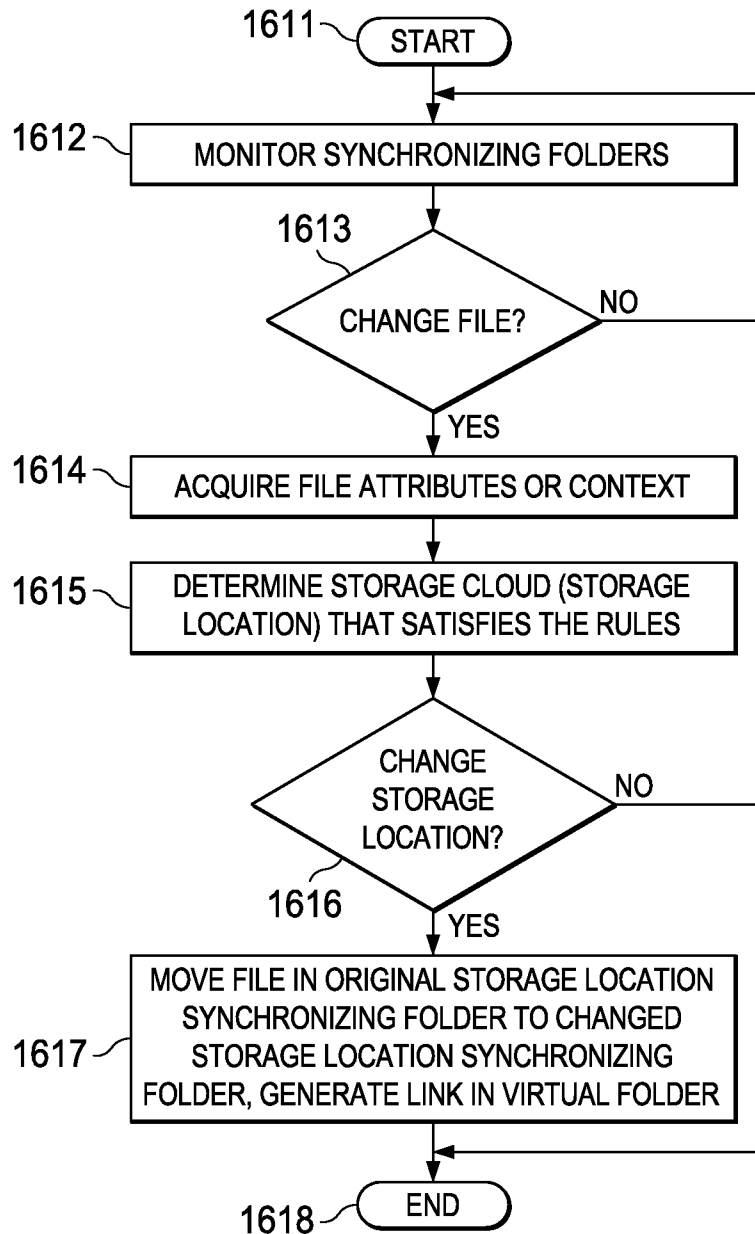 1611
START
1612
MONITOR SYNCHRONIZING FOLDERS
1613
CHANGE FILE?
NO
YES
1614
ACQUIRE FILE ATTRIBUTES OR CONTEXT
1615
DETERMINE STORAGE CLOUD (STORAGE
LOCATION) THAT SATISFIES THE RULES
CHANGE
STORAGE
LOCATION?
NO
1616
YES
1617
MOVE FILE IN ORIGINAL STORAGE LOCATION
SYNCHRONIZING FOLDER TO CHANGED
STORAGE LOCATION SYNCHRONIZING
FOLDER, GENERATE LINK IN VIRTUAL FOLDER
1618
END